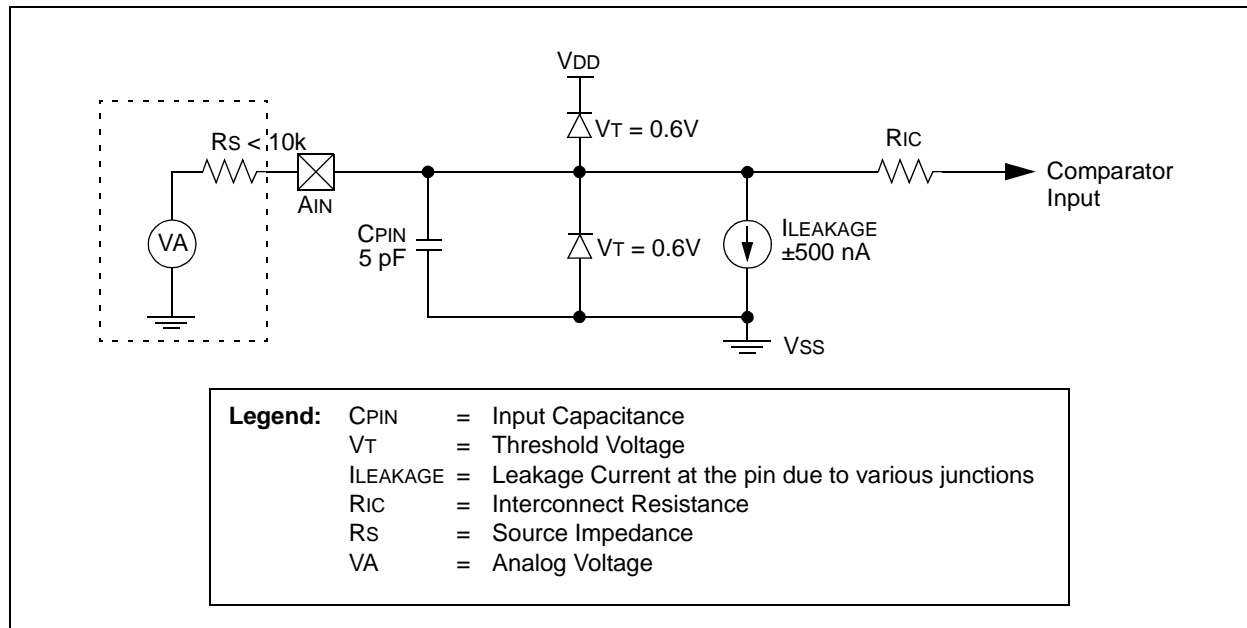 VDD
RS < 10k
VT = 0.6V
RIC
AIN
Comparator
Input
VA
CPIN
5 pF
VT = 0.6V
ILEAKAGE
±500 nA
VSS
Legend: CPIN = Input Capacitance
VT = Threshold Voltage
ILEAKAGE = Leakage Current at the pin due to various junctions
RIC = Interconnect Resistance
RS = Source Impedance
VA = Analog Voltage